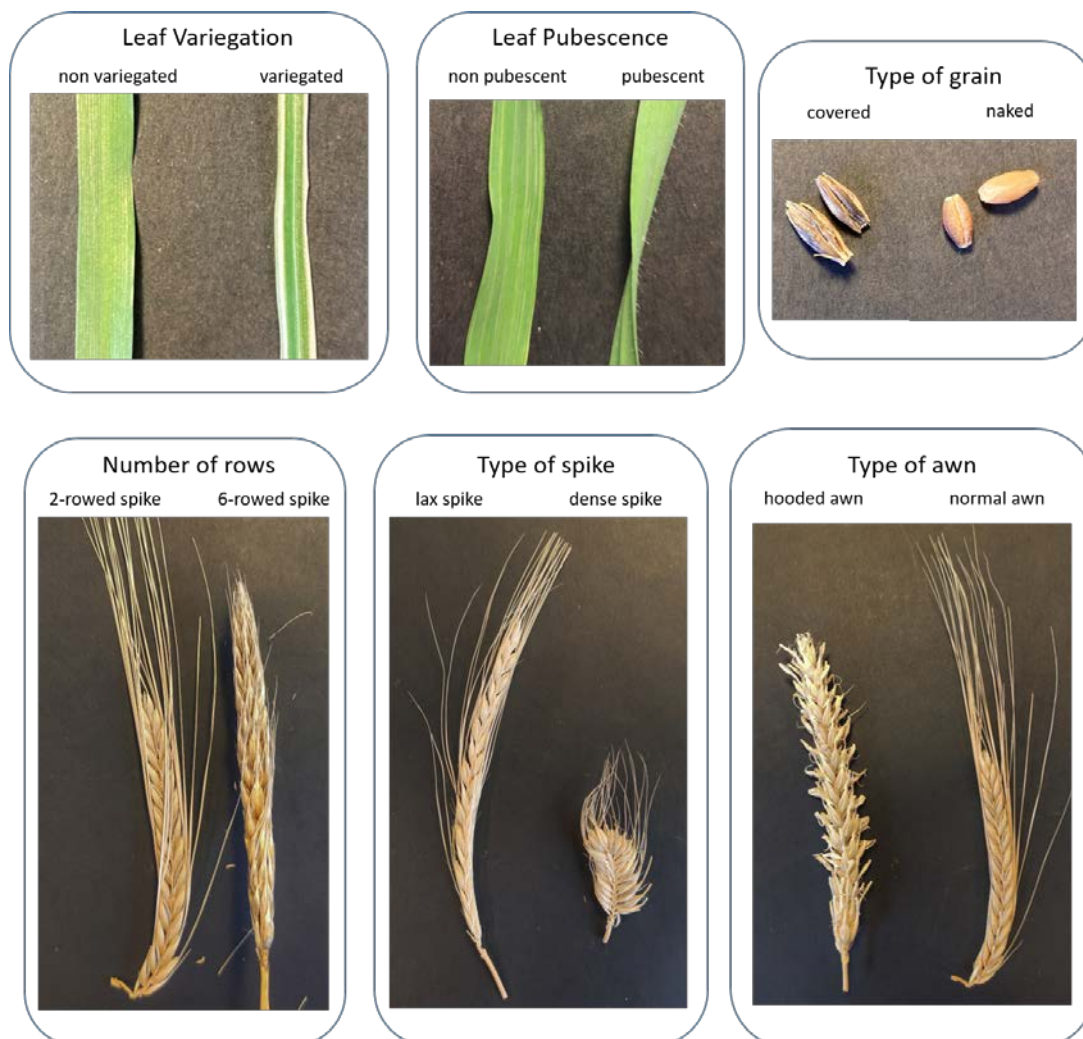 Leaf Variegation
non variegated variegated
Leaf Pubescence
non pubescent pubescent
Type of grain
covered naked
Number of rows
2-rowed spike 6-rowed spike
Type of spike
lax spike dense spike
Type of awn
hooded awn normal awn